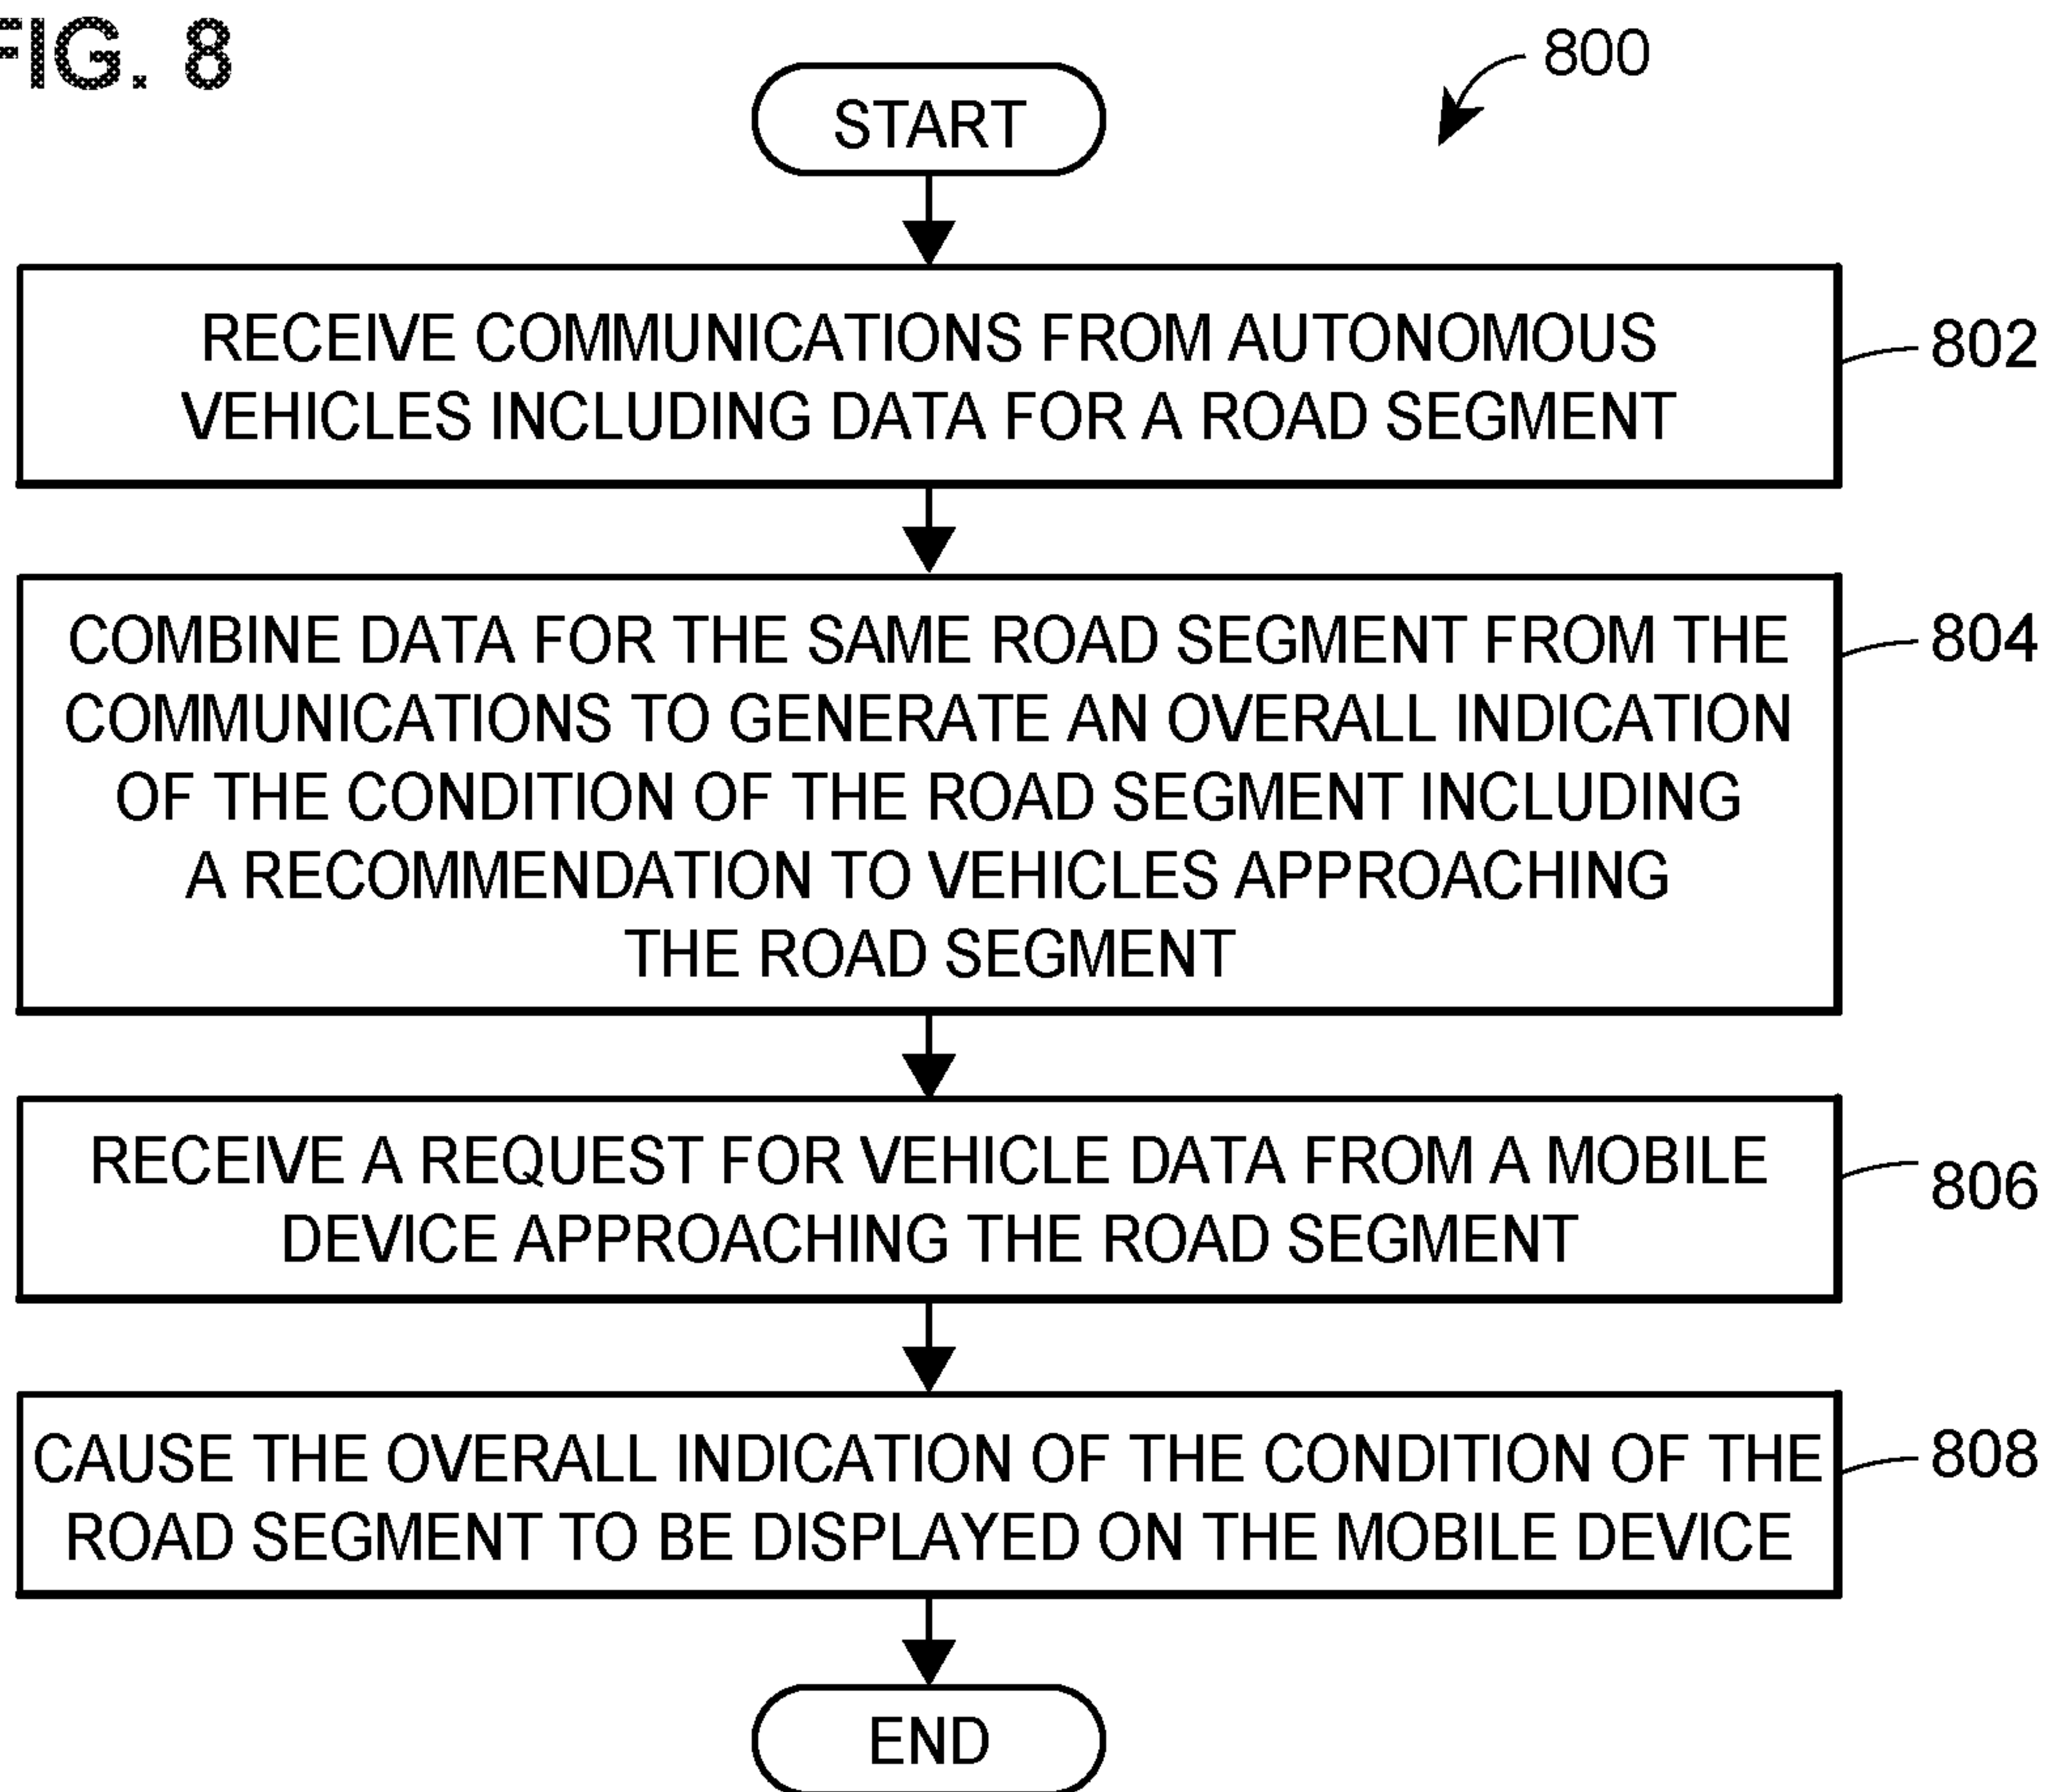 FIG. 8
800
START
RECEIVE COMMUNICATIONS FROM AUTONOMOUS
VEHICLES INCLUDING DATA FOR A ROAD SEGMENT
802
COMBINE DATA FOR THE SAME ROAD SEGMENT FROM THE
COMMUNICATIONS TO GENERATE AN OVERALL INDICATION
OF THE CONDITION OF THE ROAD SEGMENT INCLUDING
A RECOMMENDATION TO VEHICLES APPROACHING
THE ROAD SEGMENT
804
RECEIVE A REQUEST FOR VEHICLE DATA FROM A MOBILE
DEVICE APPROACHING THE ROAD SEGMENT
806
CAUSE THE OVERALL INDICATION OF THE CONDITION OF THE
ROAD SEGMENT TO BE DISPLAYED ON THE MOBILE DEVICE
808
END